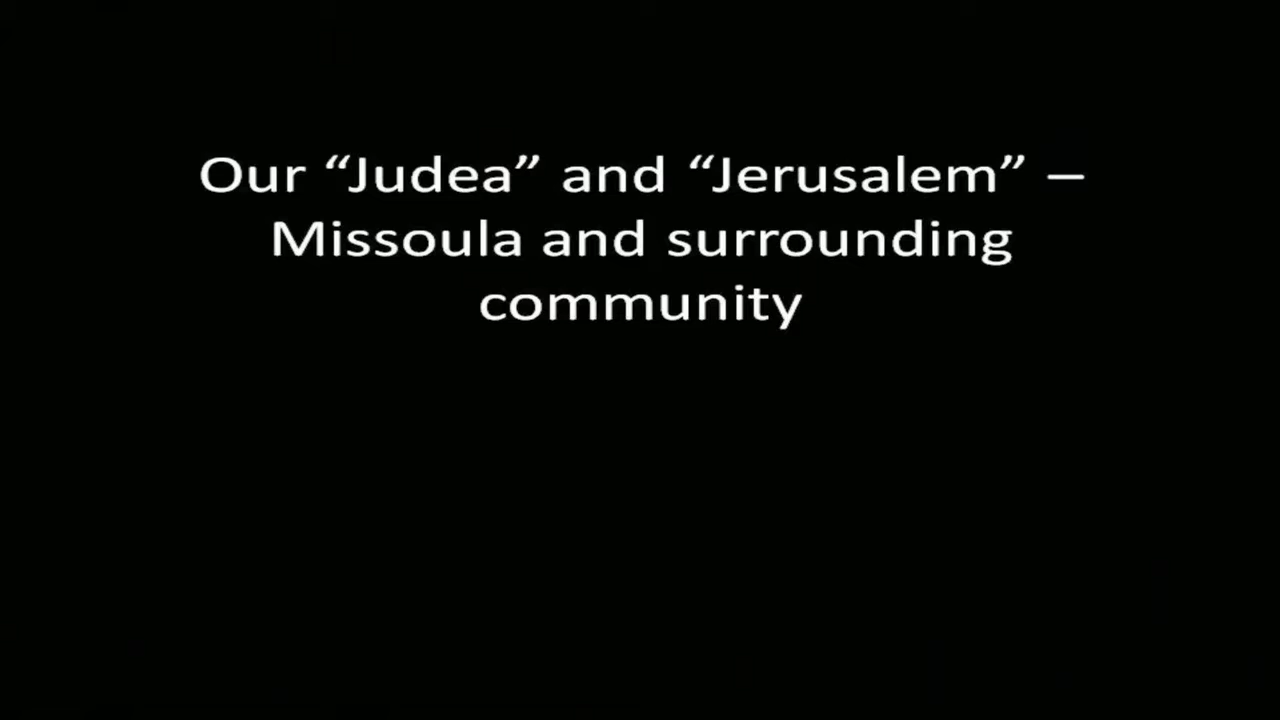 Our “Judea” and “Jerusalem” –
Missoula and surrounding
community